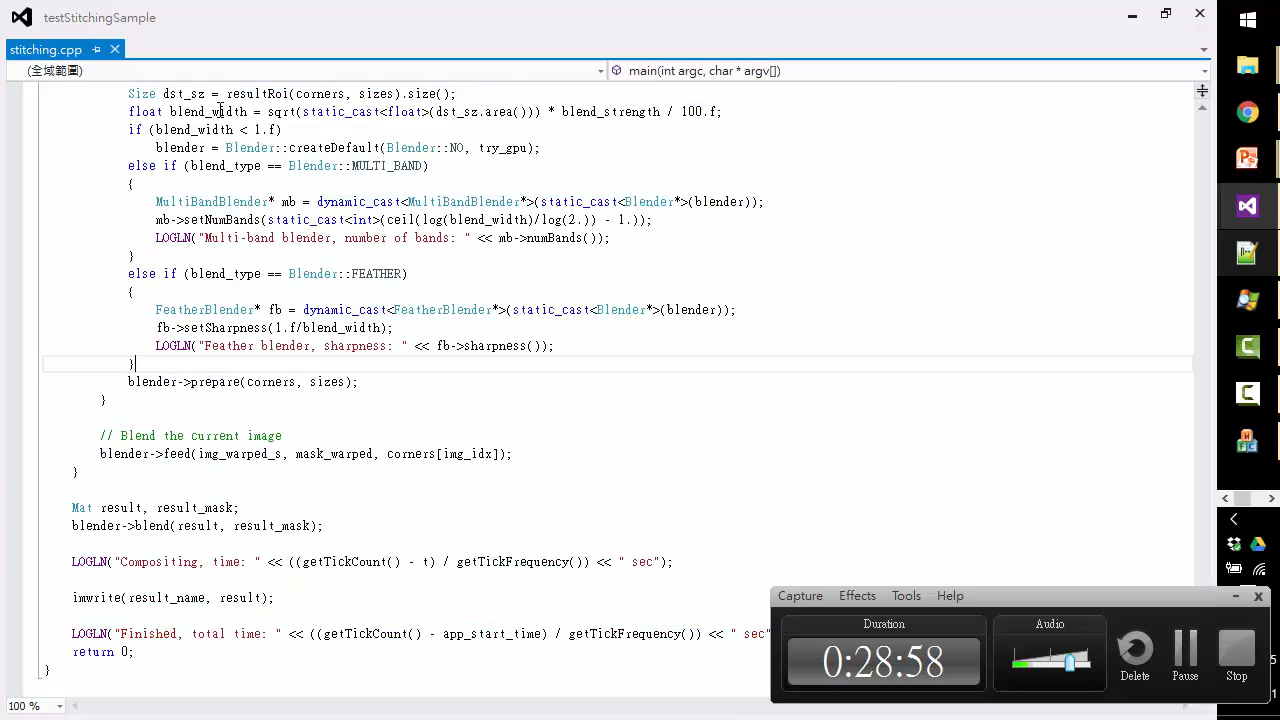 testStitchingSample
stitching.cpp
(全域範圍)
main(int argc, char * argv[])
Size dst_sz = resultRoi(corners, sizes).size();
float blend_width = sqrt(static_cast<float>(dst_sz.area())) * blend_strength / 100.f;
if (blend_width < 1.f)
blender = Blender::createDefault(Blender::NO, try_gpu);
else if (blend_type == Blender::MULTI_BAND)
{
MultiBandBlender* mb = dynamic_cast<MultiBandBlender*>(static_cast<Blender*>(blender));
mb->setNumBands(static_cast<int>(ceil(log(blend_width)/log(2.)) - 1.));
LOGLN("Multi-band blender, number of bands: " << mb->numBands());
}
else if (blend_type == Blender::FEATHER)
{
FeatherBlender* fb = dynamic_cast<FeatherBlender*>(static_cast<Blender*>(blender));
fb->setSharpness(1.f/blend_width);
LOGLN("Feather blender, sharpness: " << fb->sharpness());
}
blender->prepare(corners, sizes);
}
// Blend the current image
blender->feed(img_warped_s, mask_warped, corners[img_idx]);
}
Mat result, result_mask;
blender->blend(result, result_mask);
LOGLN("Compositing, time: " << ((getTickCount() - t) / getTickFrequency()) << " sec");
imwrite(result_name, result);
LOGLN("Finished, total time: " << ((getTickCount() - app_start_time) / getTickFrequency()) << " sec"
return 0;
}
100 %
Capture Effects Tools Help
Duration
0:28:58
Audio
Delete
Pause
Stop
5
1